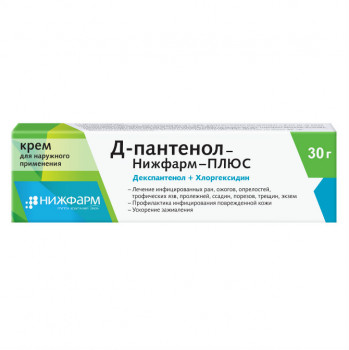 крем
для наружного
применения
Д-пантенол-
Нижфарм-ПЛЮС
30 г
Декспантенол + Хлоргексидин
– Лечение инфицированных ран, ожогов, опрелостей,
трофических язв, пролежней, ссадин, порезов, трещин, экзем
– Профилактика инфицирования поврежденной кожи
– Ускорение заживления
НИЖФАРМ